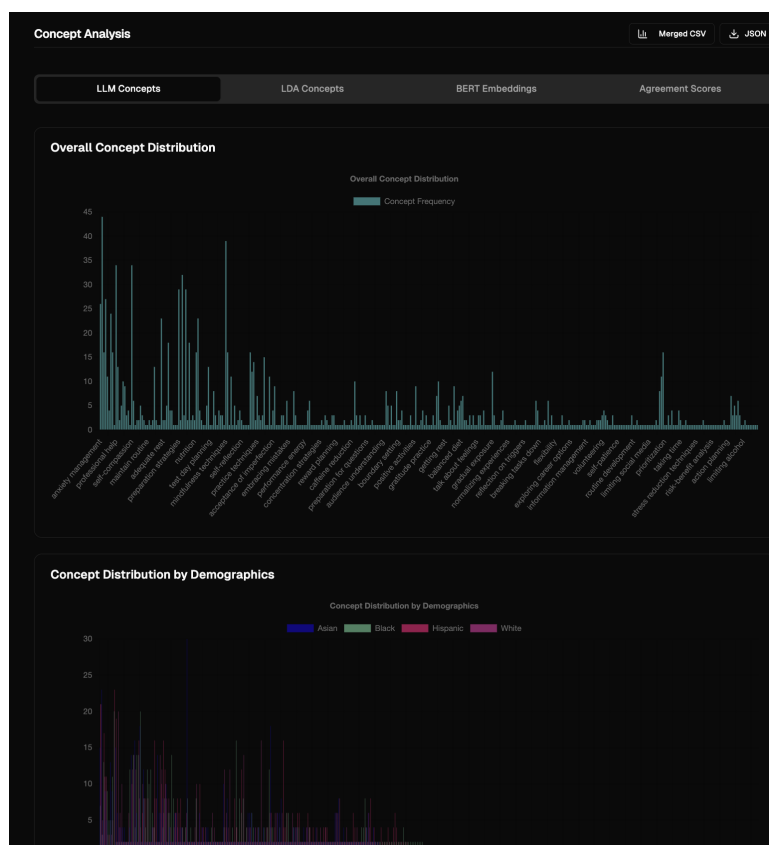 Concept Analysis
Merged CSV
JSON
LLM Concepts
LDA Concepts
BERT Embeddings
Agreement Scores
Overall Concept Distribution
Overall Concept Distribution
Concept Frequency
45
40
35
30
25
20
15
10
5
0
anxiety management
professional help
self-compassion
maintain routine
adequate rest
preparation strategies
nutrition
test day planning
mindfulness techniques
self-reflection
practice techniques
acceptance of imperfection
embracing mistakes
performance energy
concentration strategies
reward planning
caffeine reduction
preparation for questions
audience understanding
boundary setting
positive activities
gratitude practice
getting rest
balanced diet
talk about feelings
gradual exposure
normalizing experiences
reflection on triggers
breaking tasks down
flexibility
exploring career options
information management
volunteering
self-patience
routine development
limiting social media
prioritization
taking time
stress reduction techniques
risk-benefit analysis
action planning
limiting alcohol
Concept Distribution by Demographics
Concept Distribution by Demographics
Asian
Black
Hispanic
White
30
25
20
15
10
5